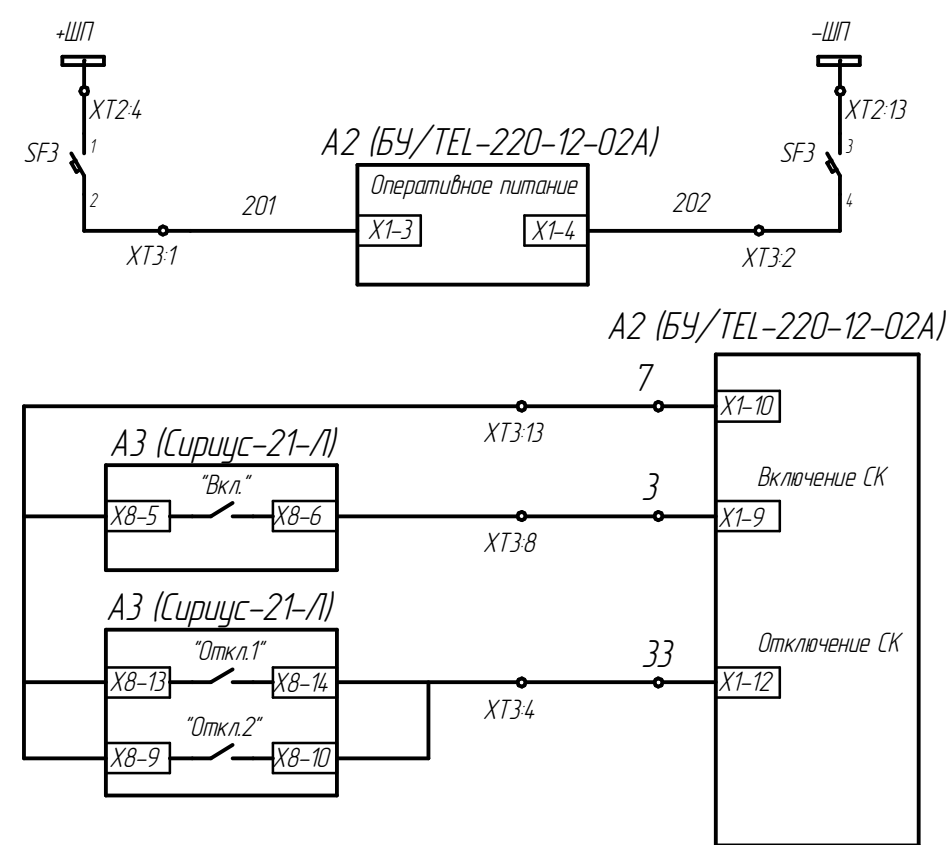 +ШП
–ШП
XT2:4
XT2:13
SF3
1
2
SF3
3
4
A2 (БУ/TEL–220–12–02A)
Оперативное питание
201
202
X1–3
X1–4
XT3:1
XT3:2
A2 (БУ/TEL–220–12–02A)
7
X1–10
XT3:13
A3 (Сириус–21–Л)
"Вкл."
X8–5
X8–6
3
Включение СК
X1–9
XT3:8
A3 (Сириус–21–Л)
"Откл.1"
X8–13
X8–14
33
Отключение СК
X1–12
XT3:4
"Откл.2"
X8–9
X8–10